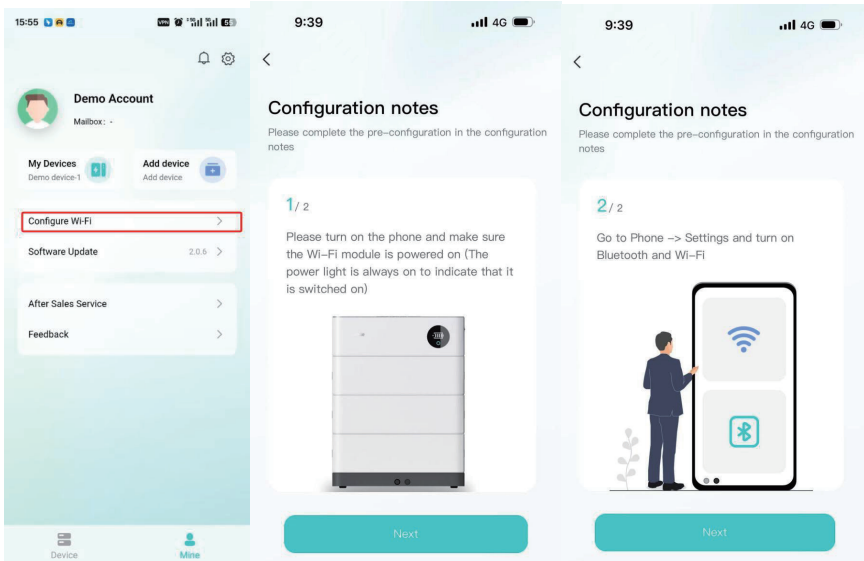 15:55
Demo Account
Mailbox: -
My Devices
Demo device-1
Add device
Add device
Configure Wi-Fi
Software Update 2.0.6
After Sales Service
Feedback
Device
Mine
9:39
4G
Configuration notes
Please complete the pre-configuration in the configuration
notes
1/ 2
Please turn on the phone and make sure
the Wi-Fi module is powered on (The
power light is always on to indicate that it
is switched on)
Next
9:39
4G
Configuration notes
Please complete the pre-configuration in the configuration
notes
2/ 2
Go to Phone -> Settings and turn on
Bluetooth and Wi-Fi
Next